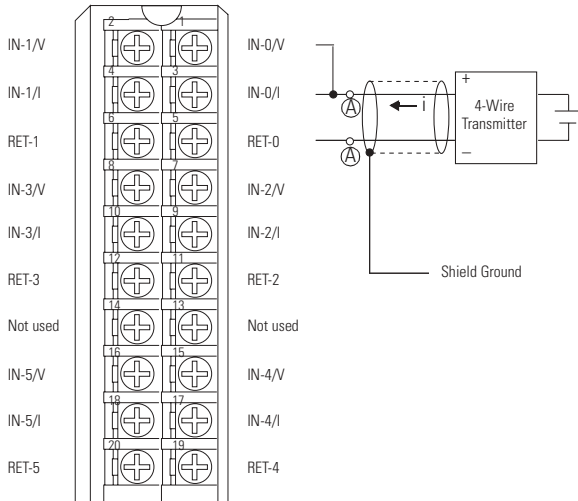 2 1
IN-1/V IN-0/V
4 3
IN-1/I IN-0/I
6 5
RET-1 RET-0
8 7
IN-3/V IN-2/V
10 9
IN-3/I IN-2/I
12 11
RET-3 RET-2
14 13
Not used Not used
16 15
IN-5/V IN-4/V
18 17
IN-5/I IN-4/I
20 19
RET-5 RET-4
+
A i 4-Wire
Transmitter
A –
Shield Ground